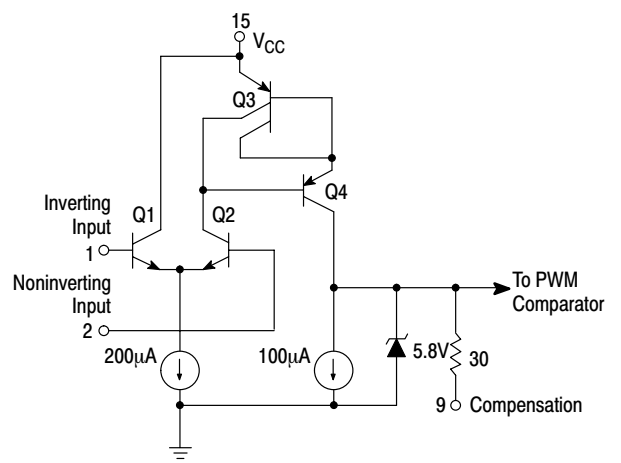 15
VCC
Q3
Q4
Inverting
Input
1
Q1
Q2
Noninverting
Input
2
200μA
100μA
5.8V
30
To PWM
Comparator
9
Compensation